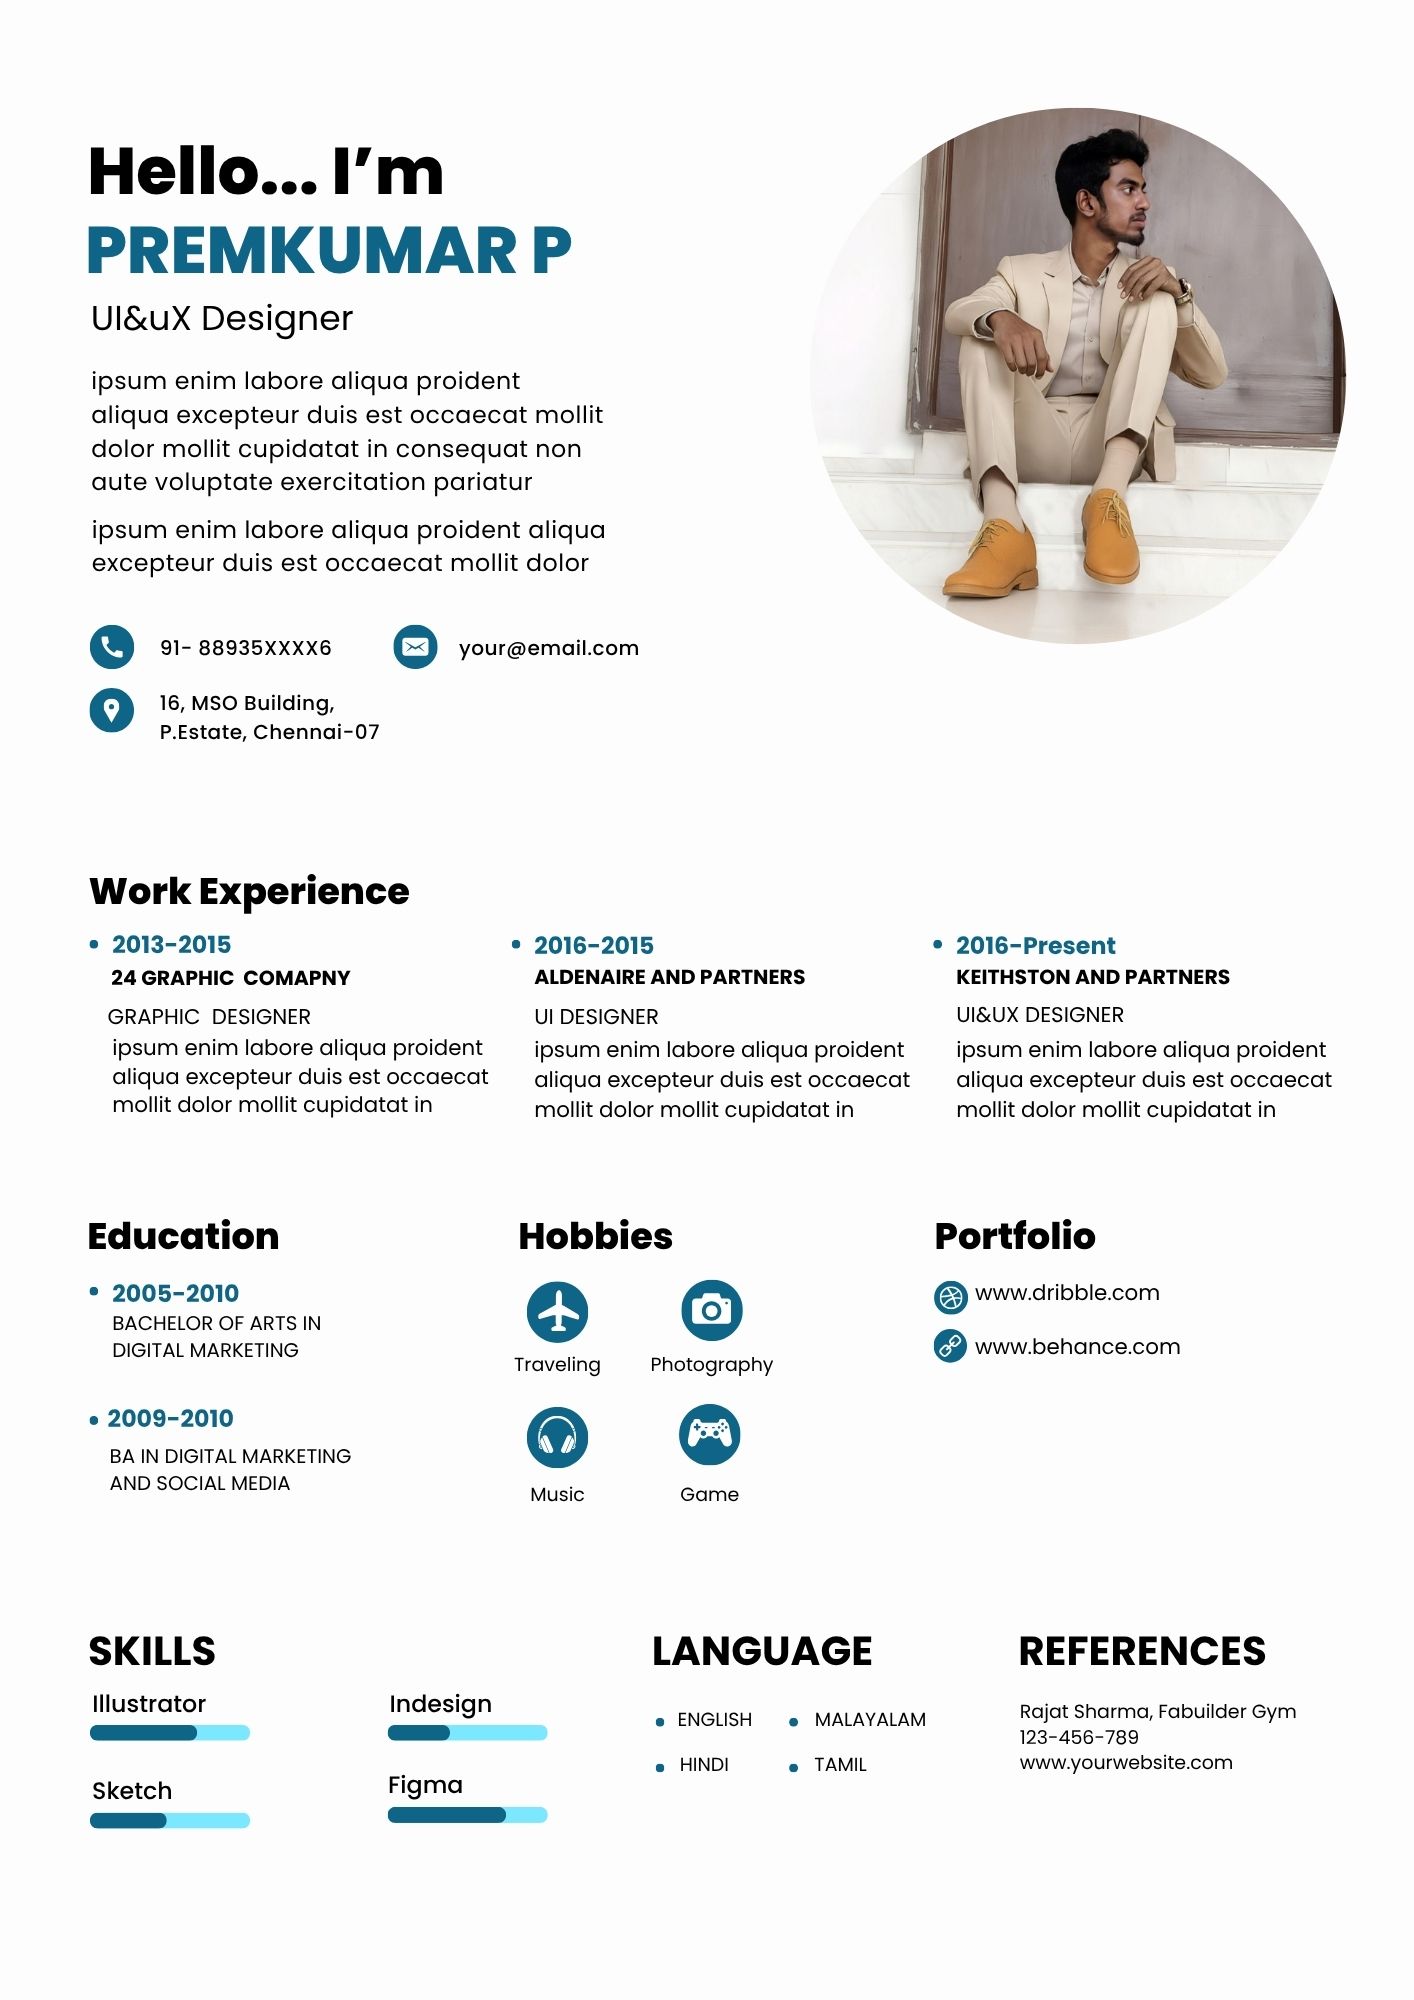 Hello... I’m
PREMKUMAR P
UI&uX Designer
ipsum enim labore aliqua proident
aliqua excepteur duis est occaecat mollit
dolor mollit cupidatat in consequat non
aute voluptate exercitation pariatur
ipsum enim labore aliqua proident aliqua
excepteur duis est occaecat mollit dolor
91- 88935XXXX6
your@email.com
16, MSO Building,
P.Estate, Chennai-07
Work Experience
2013-2015
24 GRAPHIC  COMAPNY
GRAPHIC  DESIGNER
ipsum enim labore aliqua proident
aliqua excepteur duis est occaecat
mollit dolor mollit cupidatat in
2016-2015
ALDENAIRE AND PARTNERS
UI DESIGNER
ipsum enim labore aliqua proident
aliqua excepteur duis est occaecat
mollit dolor mollit cupidatat in
2016-Present
KEITHSTON AND PARTNERS
UI&UX DESIGNER
ipsum enim labore aliqua proident
aliqua excepteur duis est occaecat
mollit dolor mollit cupidatat in
Education
2005-2010
BACHELOR OF ARTS IN
DIGITAL MARKETING
2009-2010
BA IN DIGITAL MARKETING
AND SOCIAL MEDIA
Hobbies
Traveling
Photography
Music
Game
Portfolio
www.dribble.com
www.behance.com
SKILLS
Illustrator
Indesign
Sketch
Figma
LANGUAGE
ENGLISH
MALAYALAM
HINDI
TAMIL
REFERENCES
Rajat Sharma, Fabuilder Gym
123-456-789
www.yourwebsite.com